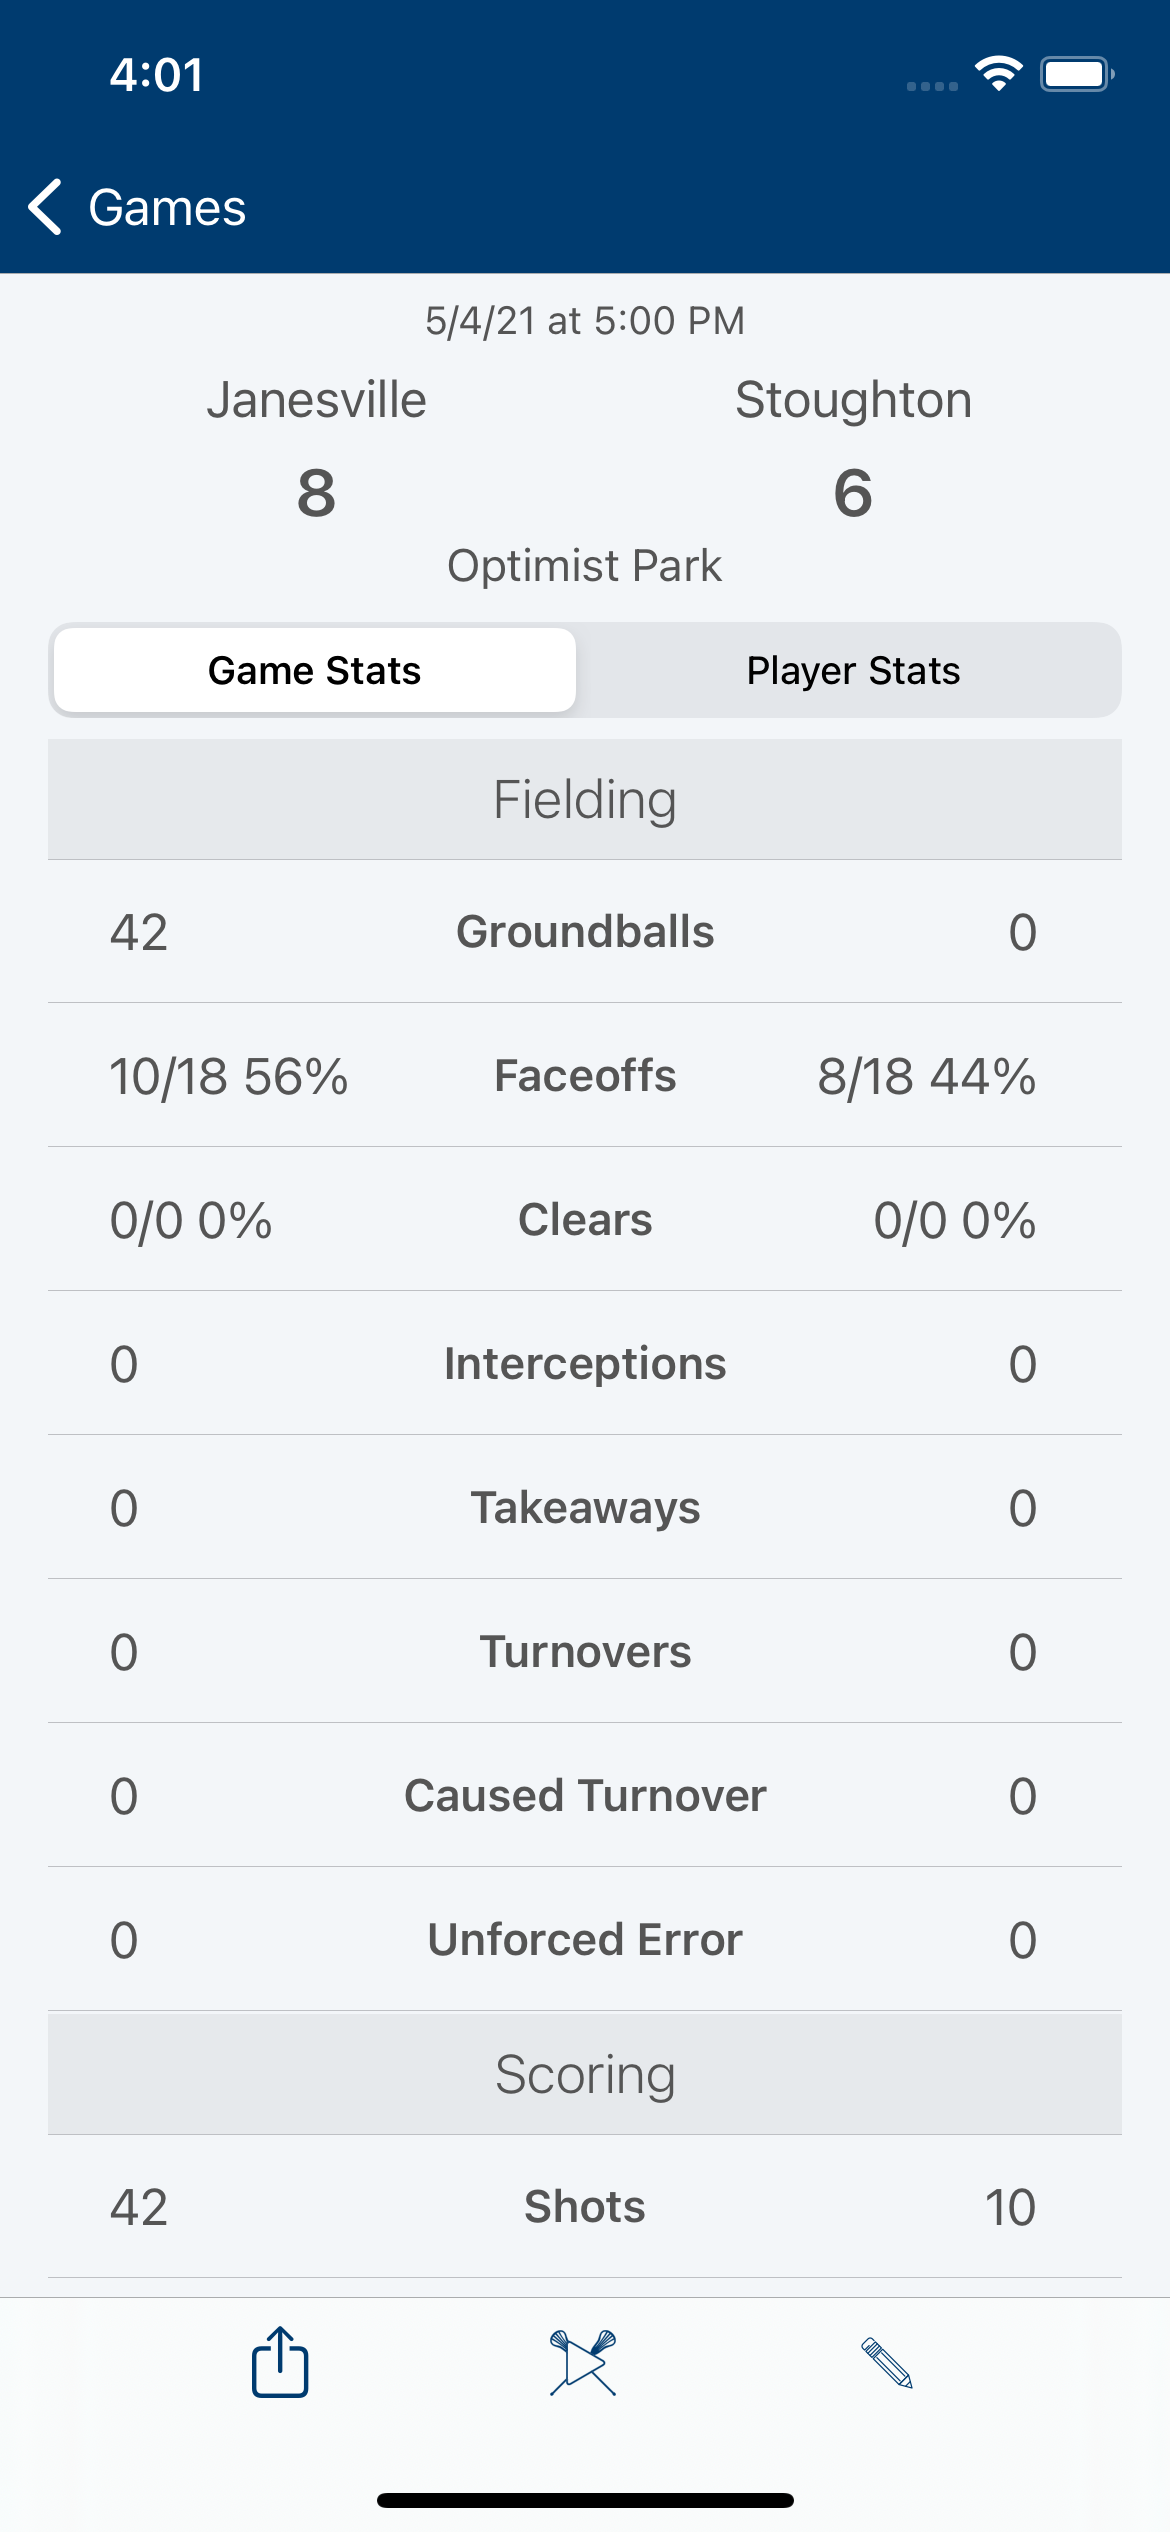 4:01
Games
5/4/21 at 5:00 PM
Janesville Stoughton
8 6
Optimist Park
Game Stats Player Stats
Fielding
42 Groundballs 0
10/18 56% Faceoffs 8/18 44%
0/0 0% Clears 0/0 0%
0 Interceptions 0
0 Takeaways 0
0 Turnovers 0
0 Caused Turnover 0
0 Unforced Error 0
Scoring
42 Shots 10